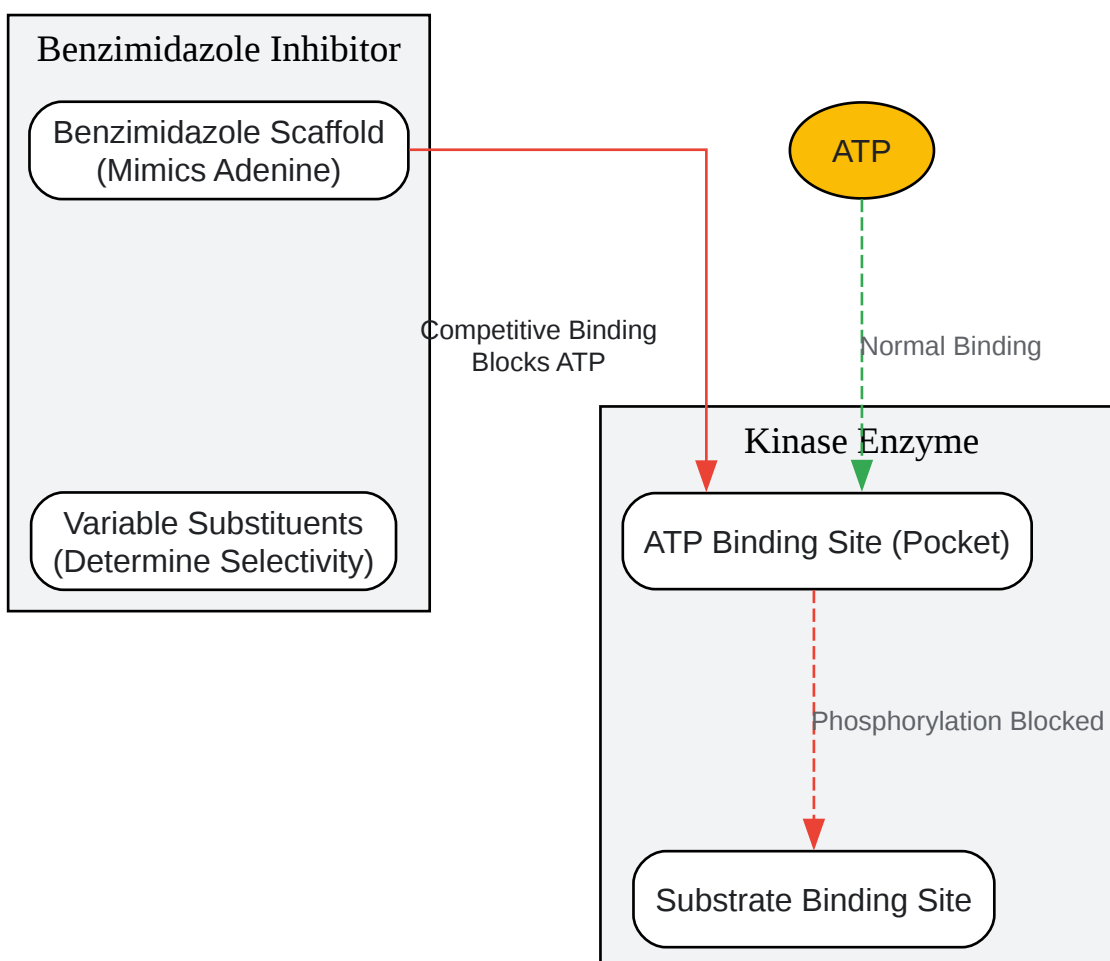 Benzimidazole Inhibitor
Benzimidazole Scaffold
(Mimics Adenine)
ATP
Competitive Binding
Blocks ATP
Normal Binding
Kinase Enzyme
Variable Substituents
(Determine Selectivity)
ATP Binding Site (Pocket)
Phosphorylation Blocked
Substrate Binding Site